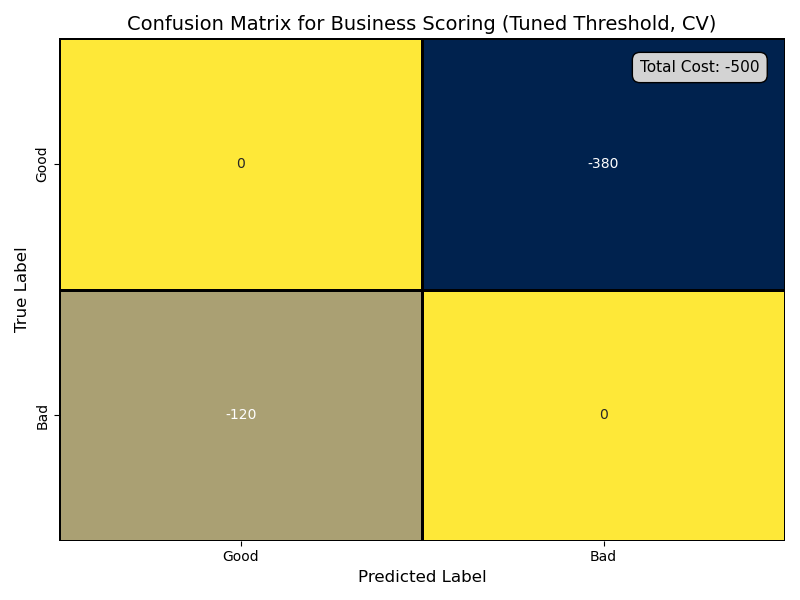 Confusion Matrix for Business Scoring (Tuned Threshold, CV)
Total Cost: -500
Good
0
-380
True Label
Bad
-120
0
Good
Bad
Predicted Label